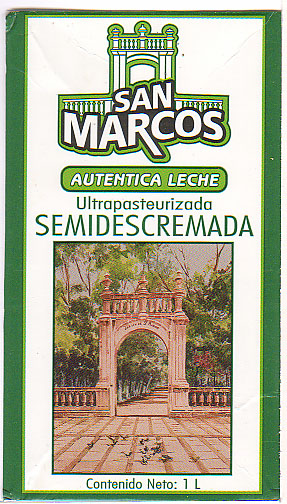 SAN
MARCOS
AUTENTICA LECHE
Ultrapasteurizada
SEMIDESCREMADA
Contenido Neto: 1 L